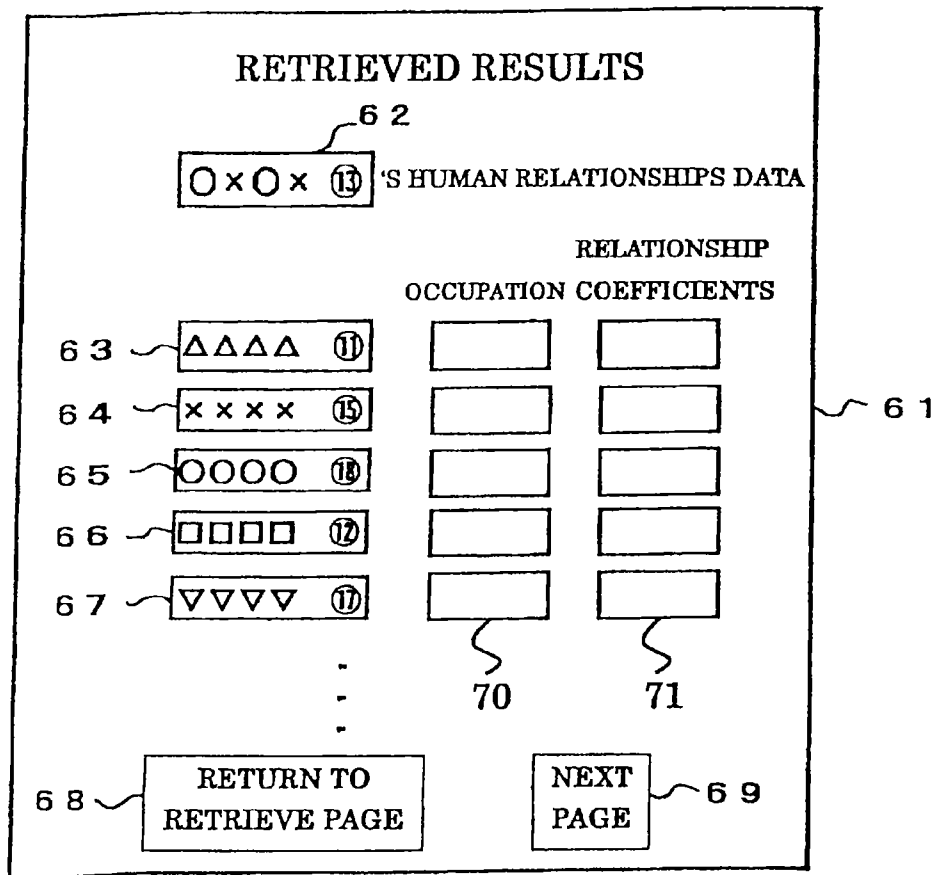 RETRIEVED RESULTS
62
○×○× ⑬ 'S HUMAN RELATIONSHIPS DATA
RELATIONSHIP
OCCUPATION COEFFICIENTS
63 △△△△ ⑪
64 ×××× ⑮ 61
65 ○○○○ ⑱
66 □□□□ ⑫
67 ▽▽▽▽ ⑰
70 71
68 RETURN TO RETRIEVE PAGE
NEXT PAGE 69